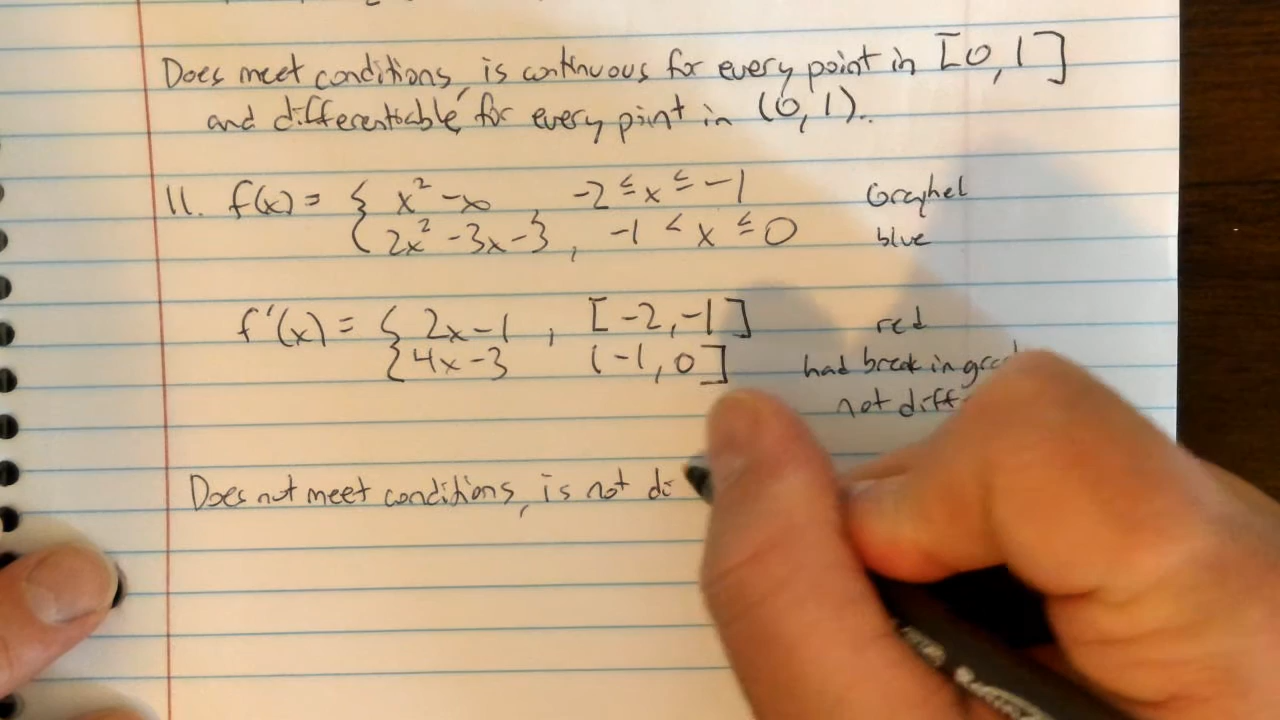 Does meet conditions, is continuous for every point in [0,1]
and differentiable for every point in (0,1).
11. f(x) = { x² - x , -2 ≤ x ≤ -1
{ 2x² - 3x - 3 , -1 < x ≤ 0
Graphed
blue
f'(x) = { 2x-1 , [-2,-1]
{ 4x-3 (-1,0]
red
had break in
not diff
Does not meet conditions, is not di